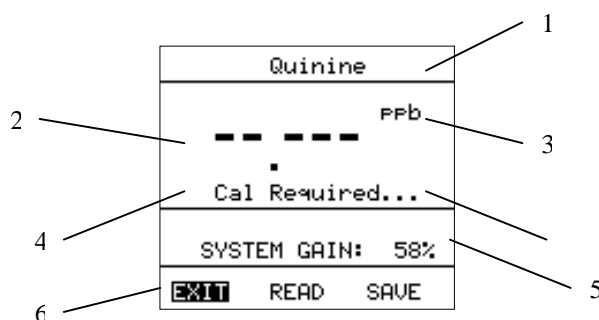 1
Quinine
ppb
2
-- ---
.
3
Cal Required...
4
SYSTEM GAIN: 58%
5
EXIT READ SAVE
6